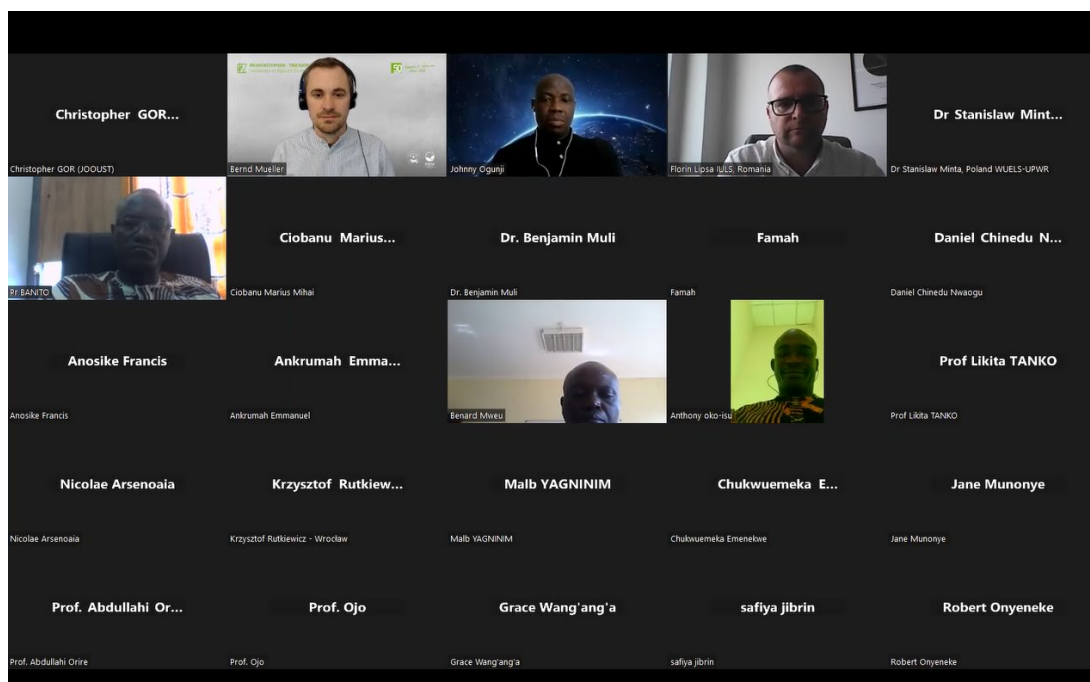 Christopher GOR...
Christopher GOR (JOOUST)
50
Bernd Mueller
Johnny Ogunji
Florin Lipsa IULS, Romania
Dr Stanislaw Mint...
Dr Stanislaw Minta, Poland WUELS-UPWR
Pr BANITO
Ciobanu Marius...
Ciobanu Marius Mihai
Dr. Benjamin Muli
Dr. Benjamin Muli
Famah
Famah
Daniel Chinedu N...
Daniel Chinedu Nwaogu
Anosike Francis
Anosike Francis
Ankrumah Emma...
Ankrumah Emmanuel
Benard Mweu
Anthony oko-isu
Prof Likita TANKO
Prof Likita TANKO
Nicolae Arsenoaia
Nicolae Arsenoaia
Krzysztof Rutkiew...
Krzysztof Rutkiewicz - Wrocław
Malb YAGNINIM
Malb YAGNINIM
Chukwuemeka E...
Chukwuemeka Emenekwe
Jane Munonye
Jane Munonye
Prof. Abdullahi Or...
Prof. Abdullahi Orire
Prof. Ojo
Prof. Ojo
Grace Wang'ang'a
Grace Wang'ang'a
safiya jibrin
safiya jibrin
Robert Onyeneke
Robert Onyeneke